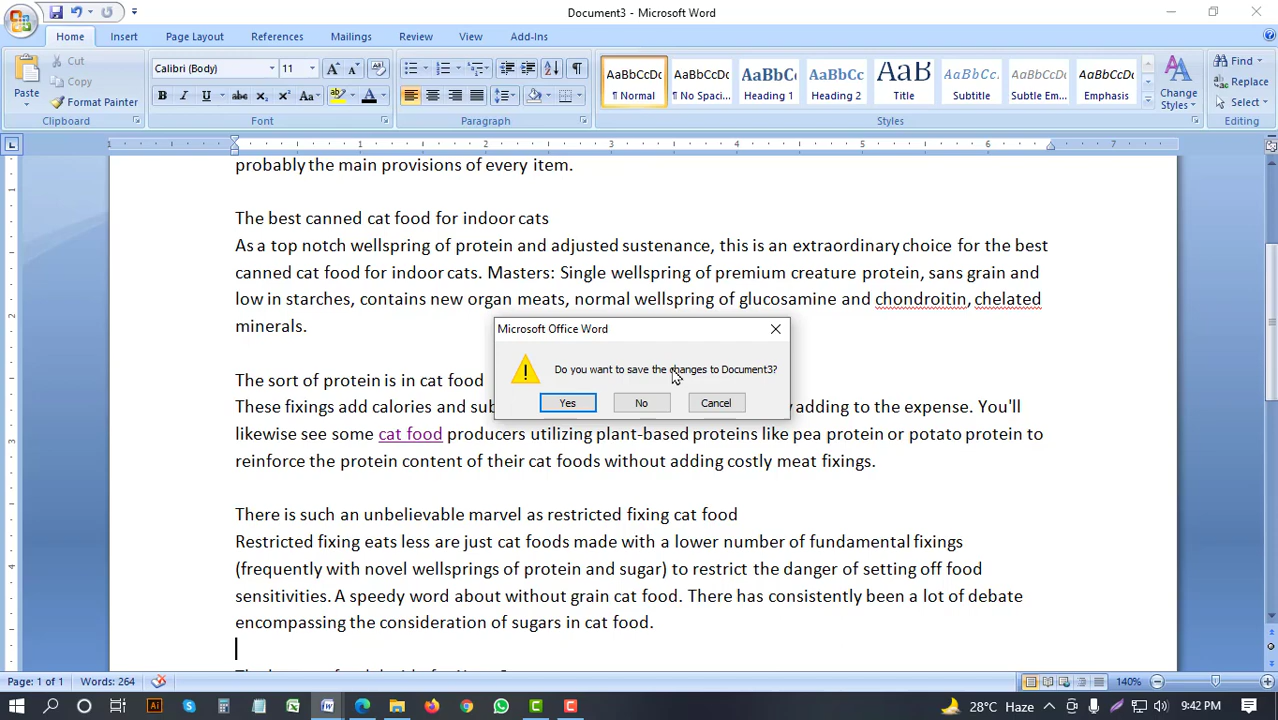 Document3 - Microsoft Word
Home Insert Page Layout References Mailings Review View Add-Ins
Paste
Cut
Copy
Format Painter
Clipboard
Calibri (Body) 11
Font
Paragraph
AaBbCcDc AaBbCcDc AaBbCc AaBbCc AaB AaBbCc. AaBbCcDc AaBbCcDc
¶ Normal ¶ No Spaci... Heading 1 Heading 2 Title Subtitle Subtle Em... Emphasis
Styles
Change
Styles
Find
Replace
Select
Editing
1 1 2 3 4 5 6 7
probably the main provisions of every item.
The best canned cat food for indoor cats
As a top notch wellspring of protein and adjusted sustenance, this is an extraordinary choice for the best
canned cat food for indoor cats. Masters: Single wellspring of premium creature protein, sans grain and
low in starches, contains new organ meats, normal wellspring of glucosamine and chondroitin, chelated
minerals.
Microsoft Office Word
Do you want to save the changes to Document3?
Yes No Cancel
The sort of protein is in cat food
These fixings add calories and sub
y adding to the expense. You'll
likewise see some cat food producers utilizing plant-based proteins like pea protein or potato protein to
reinforce the protein content of their cat foods without adding costly meat fixings.
There is such an unbelievable marvel as restricted fixing cat food
Restricted fixing eats less are just cat foods made with a lower number of fundamental fixings
(frequently with novel wellsprings of protein and sugar) to restrict the danger of setting off food
sensitivities. A speedy word about without grain cat food. There has consistently been a lot of debate
encompassing the consideration of sugars in cat food.
Page: 1 of 1 Words: 264 140%
28°C Haze 9:42 PM